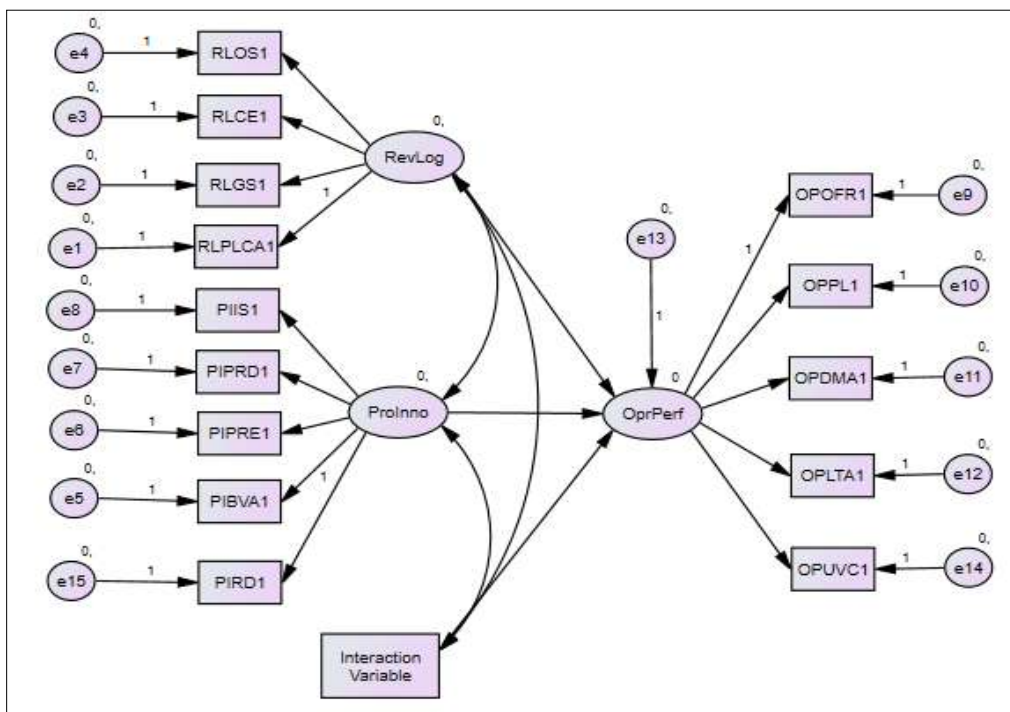 0,
e4
1
RLOS1
0,
e3
1
RLCE1
0,
e2
1
RLGS1
0,
e1
1
RLPLCA1
0,
RevLog
1
0,
e8
1
PIIS1
0,
e7
1
PIPRD1
0,
e6
1
PIPRE1
0,
e5
1
PIBVA1
0,
e15
1
PIRD1
0,
ProInno
1
Interaction
Variable
0,
e13
1
0
OprPerf
1
OPOFR1
1
0,
e9
OPPL1
1
0,
e10
OPDMA1
1
0,
e11
OPLTA1
1
0,
e12
OPUVC1
1
0,
e14